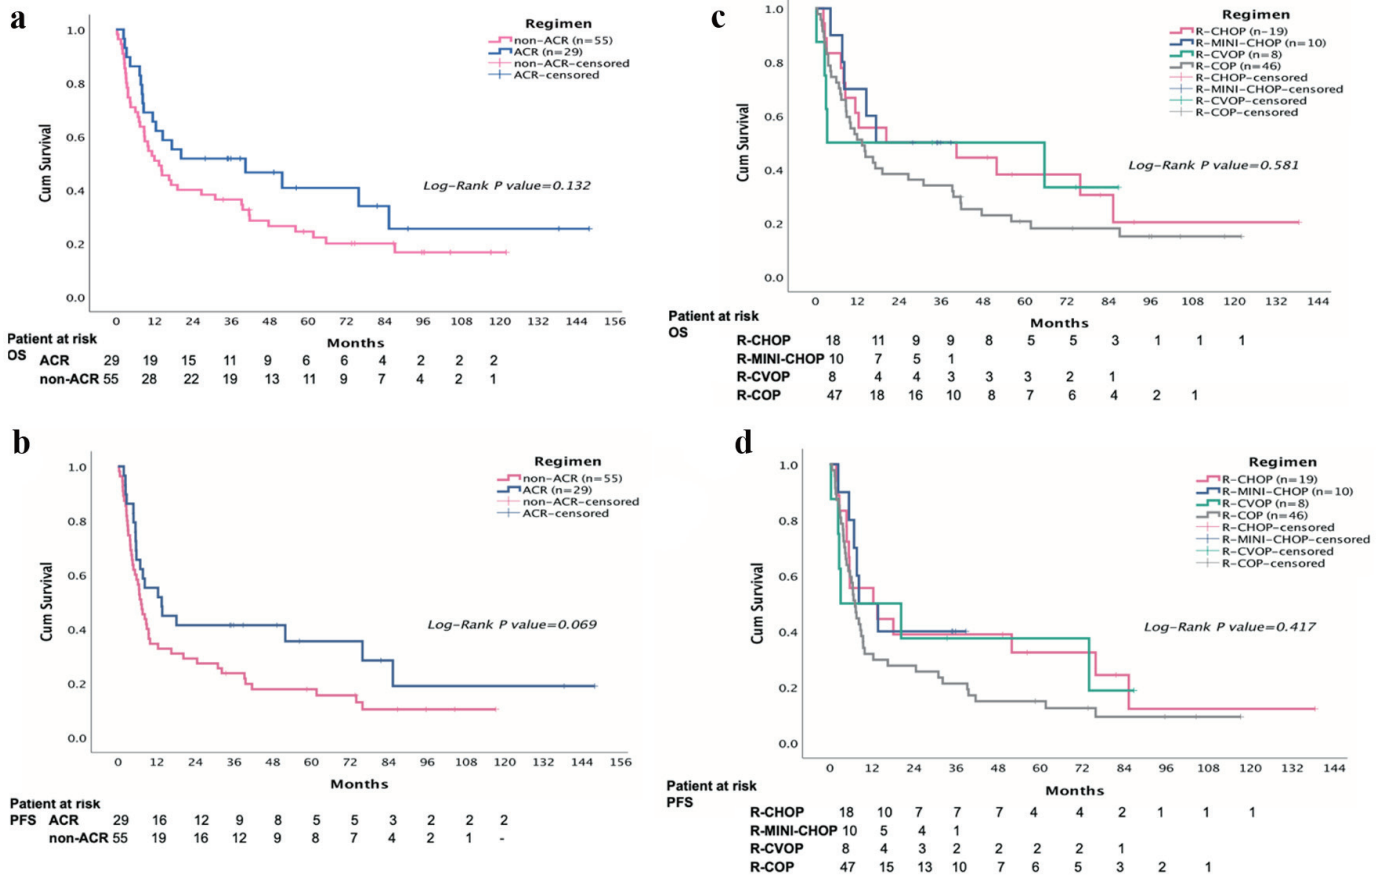 a
Regimen
non-ACR (n=55)
ACR (n=29)
non-ACR-censored
ACR-censored
Cum Survival
1.0
0.8
0.6
0.4
0.2
0.0
Log-Rank P value=0.132
0 12 24 36 48 60 72 84 96 108 120 132 144 156
Months
Patient at risk
OS
ACR 29 19 15 11 9 6 6 4 2 2 2
non-ACR 55 28 22 19 13 11 9 7 4 2 1
b
Regimen
non-ACR (n=55)
ACR (n=29)
non-ACR-censored
ACR-censored
Cum Survival
1.0
0.8
0.6
0.4
0.2
0.0
Log-Rank P value=0.069
0 12 24 36 48 60 72 84 96 108 120 132 144 156
Months
Patient at risk
PFS ACR 29 16 12 9 8 5 5 3 2 2 2
non-ACR 55 19 16 12 9 8 7 4 2 1 -
c
Regimen
R-CHOP (n-19)
R-MINI-CHOP (n=10)
R-CVOP (n=8)
R-COP (n=46)
R-CHOP-censored
R-MINI-CHOP-censored
R-CVOP-censored
R-COP-censored
Cum Survival
1.0
0.8
0.6
0.4
0.2
0.0
Log-Rank P value=0.581
0 12 24 36 48 60 72 84 96 108 132 144
Months
Patient at risk
OS
R-CHOP 18 11 9 9 8 5 5 3 1 1 1
R-MINI-CHOP 10 7 5 1
R-CVOP 8 4 4 3 3 3 2 1
R-COP 47 18 16 10 8 7 6 4 2 1
d
Regimen
R-CHOP (n=19)
R-MINI-CHOP (n=10)
R-CVOP (n=8)
R-COP (n=46)
R-CHOP-censored
R-MINI-CHOP-censored
R-CVOP-censored
R-COP-censored
Cum Survival
1.0
0.8
0.6
0.4
0.2
0.0
Log-Rank P value=0.417
0 12 24 36 48 60 72 84 96 108 120 132 144
Months
Patient at risk
PFS
R-CHOP 18 10 7 7 7 4 4 2 1 1 1
R-MINI-CHOP 10 5 4 1
R-CVOP 8 4 3 2 2 2 2 1
R-COP 47 15 13 10 7 6 5 3 2 1